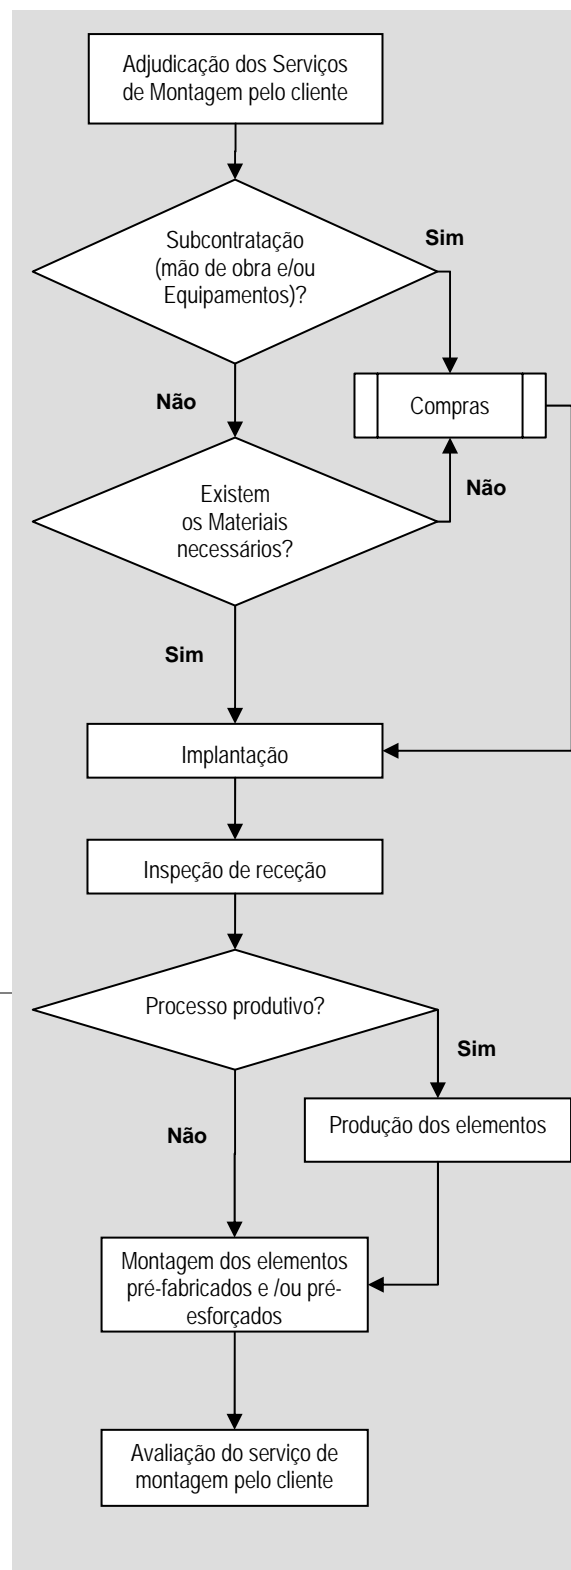 Adjudicação dos Serviços
de Montagem pelo cliente
Subcontratação
(mão de obra e/ou
Equipamentos)?
Sim
Não
Compras
Existem
os Materiais
necessários?
Não
Sim
Implantação
Inspeção de receção
Processo produtivo?
Sim
Não
Produção dos elementos
Montagem dos elementos
pré-fabricados e /ou pré-
esforçados
Avaliação do serviço de
montagem pelo cliente